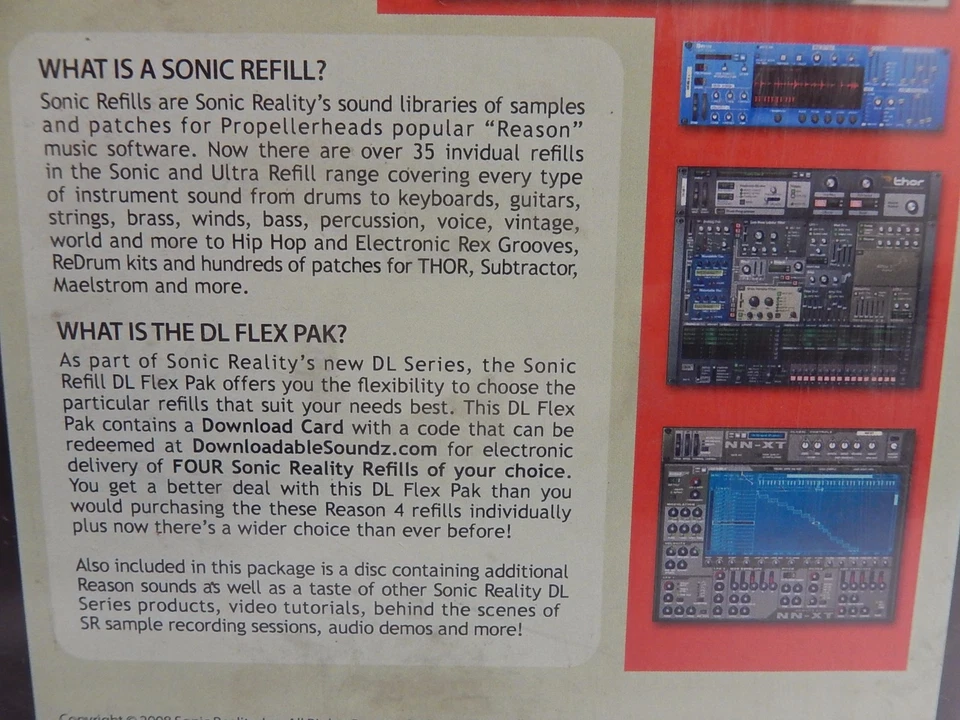 WHAT IS A SONIC REFILL?
Sonic Refills are Sonic Reality's sound libraries of samples
and patches for Propellerheads popular "Reason"
music software. Now there are over 35 invidual refills
in the Sonic and Ultra Refill range covering every type
of instrument sound from drums to keyboards, guitars,
strings, brass, winds, bass, percussion, voice, vintage,
world and more to Hip Hop and Electronic Rex Grooves,
ReDrum kits and hundreds of patches for THOR, Subtractor,
Maelstrom and more.
WHAT IS THE DL FLEX PAK?
As part of Sonic Reality's new DL Series, the Sonic
Refill DL Flex Pak offers you the flexibility to choose the
particular refills that suit your needs best. This DL Flex
Pak contains a Download Card with a code that can be
redeemed at DownloadableSoundz.com for electronic
delivery of FOUR Sonic Reality Refills of your choice.
You get a better deal with this DL Flex Pak than you
would purchasing the these Reason 4 refills individually
plus now there's a wider choice than ever before!
Also included in this package is a disc containing additional
Reason sounds as well as a taste of other Sonic Reality DL
Series products, video tutorials, behind the scenes of
SR sample recording sessions, audio demos and more!
thor
NN-XT
NN-XT